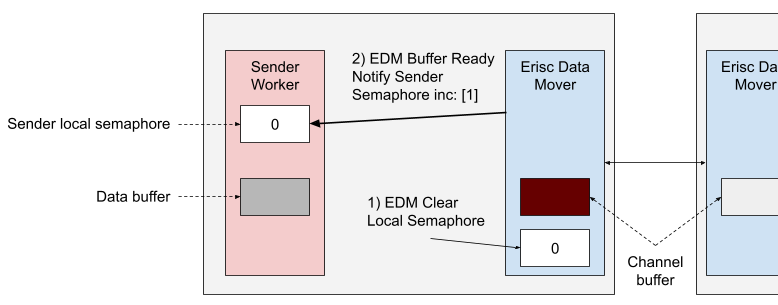 Sender
Worker
2) EDM Buffer Ready
Notify Sender
Semaphore inc: [1]
Erisc Data
Mover
Erisc Da
Mover
Sender local semaphore
0
Data buffer
1) EDM Clear
Local Semaphore
0
Channel
buffer